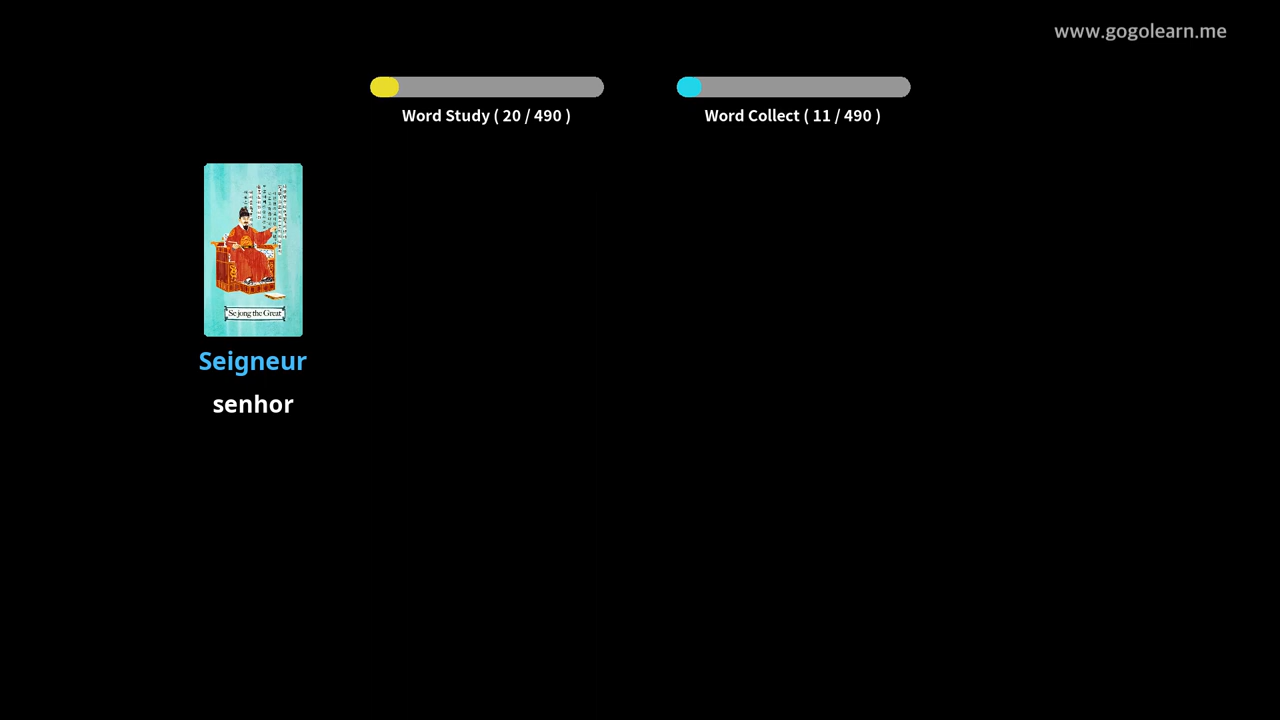 www.gogolearn.me
Word Study ( 20 / 490 )
Word Collect ( 11 / 490 )
Sejong the Great
Seigneur
senhor